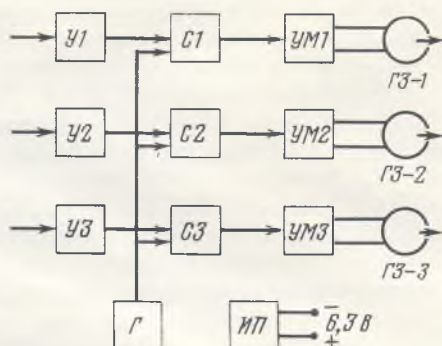 У1 С1 УМ1
ГЗ-1
У2 С2 УМ2
ГЗ-2
У3 С3 УМ3
ГЗ-3
Г ИП − 6,3 В +